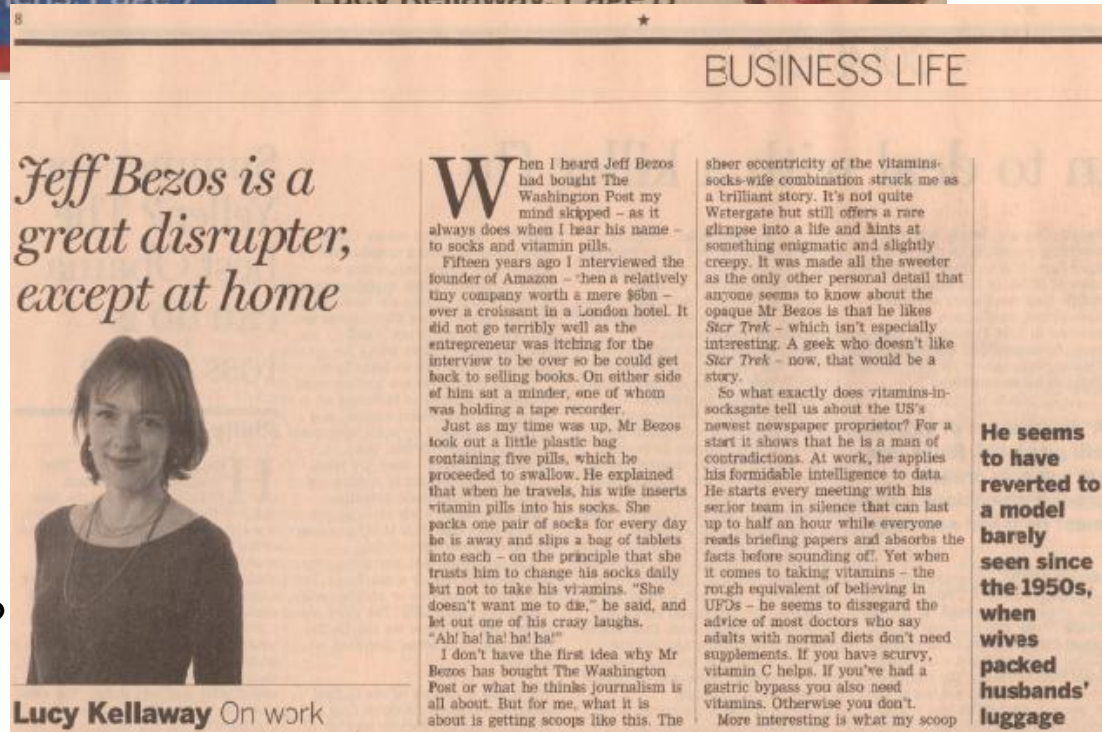 Lucy Kellaway. Page
8
★
BUSINESS LIFE
Jeff Bezos is a
great disrupter,
except at home
Lucy Kellaway On work
When I heard Jeff Bezos
had bought The
Washington Post my
mind skipped – as it
always does when I hear his name –
to socks and vitamin pills.
Fifteen years ago I interviewed the
founder of Amazon – then a relatively
tiny company worth a mere $6bn –
over a croissant in a London hotel. It
did not go terribly well as the
entrepreneur was itching for the
interview to be over so he could get
back to selling books. On either side
of him sat a minder, one of whom
was holding a tape recorder.
Just as my time was up, Mr Bezos
took out a little plastic bag
containing five pills, which he
proceeded to swallow. He explained
that when he travels, his wife inserts
vitamin pills into his socks. She
packs one pair of socks for every day
he is away and slips a bag of tablets
into each – on the principle that she
trusts him to change his socks daily
but not to take his vitamins. “She
doesn’t want me to die,” he said, and
let out one of his crazy laughs.
“Ah! ha! ha! ha! ha!”
I don’t have the first idea why Mr
Bezos has bought The Washington
Post or what he thinks journalism is
all about. But for me, what it is
about is getting scoops like this. The
sheer eccentricity of the vitamins-
socks-wife combination struck me as
a brilliant story. It’s not quite
Watergate but still offers a rare
glimpse into a life and hints at
something enigmatic and slightly
creepy. It was made all the sweeter
as the only other personal detail that
anyone seems to know about the
opaque Mr Bezos is that he likes
Star Trek – which isn’t especially
interesting. A geek who doesn’t like
Star Trek – now, that would be a
story.
So what exactly does vitamins-in-
socksgate tell us about the US’s
newest newspaper proprietor? For a
start it shows that he is a man of
contradictions. At work, he applies
his formidable intelligence to data.
He starts every meeting with his
senior team in silence that can last
up to half an hour while everyone
reads briefing papers and absorbs the
facts before sounding off. Yet when
it comes to taking vitamins – the
rough equivalent of believing in
UFOs – he seems to disregard the
advice of most doctors who say
adults with normal diets don’t need
supplements. If you have scurvy,
vitamin C helps. If you’ve had a
gastric bypass you also need
vitamins. Otherwise you don’t.
More interesting is what my scoop
He seems
to have
reverted to
a model
barely
seen since
the 1950s,
when
wives
packed
husbands’
luggage